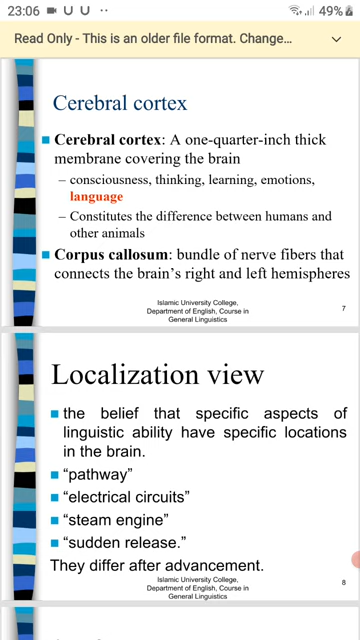 23:06
49%
Read Only - This is an older file format. Change...
Cerebral cortex
Cerebral cortex: A one-quarter-inch thick
membrane covering the brain
– consciousness, thinking, learning, emotions,
language
– Constitutes the difference between humans and
other animals
Corpus callosum: bundle of nerve fibers that
connects the brain's right and left hemispheres
Islamic University College,
Department of English, Course in
General Linguistics
7
Localization view
the belief that specific aspects of
linguistic ability have specific locations
in the brain.
"pathway"
"electrical circuits"
"steam engine"
"sudden release."
They differ after advancement.
Islamic University College,
Department of English, Course in
General Linguistics
8